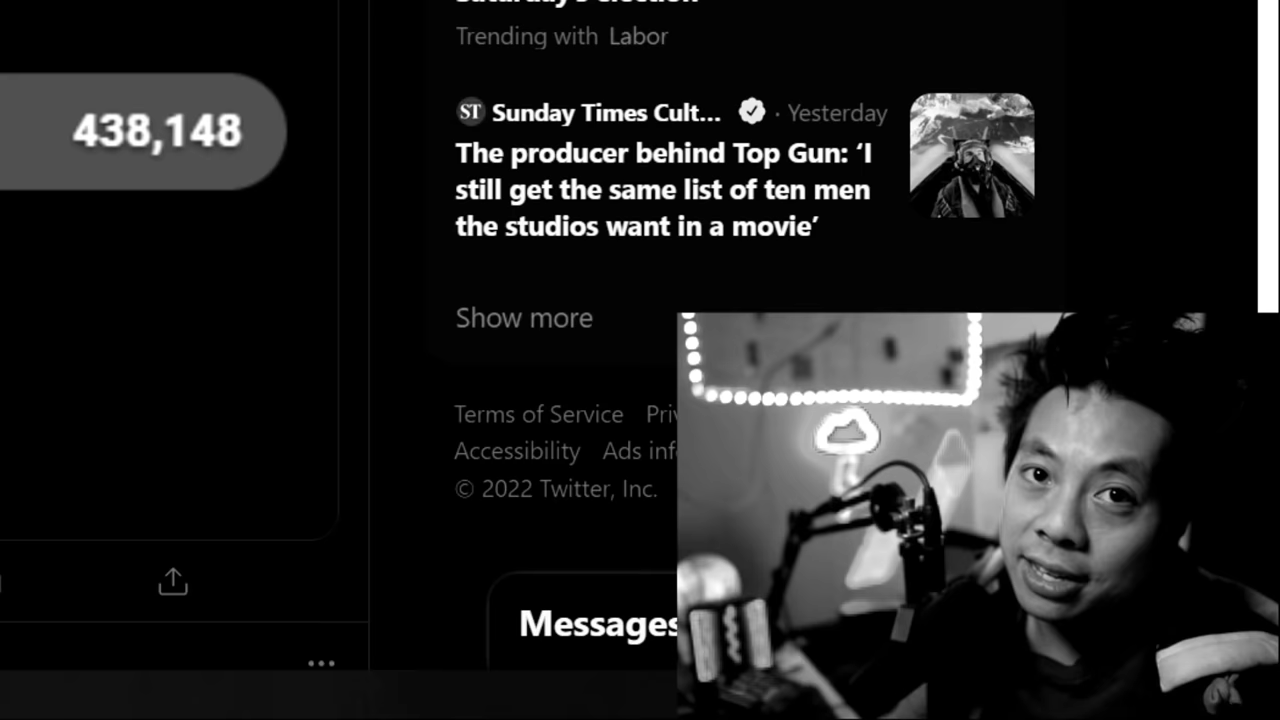 Trending with Labor
438,148
ST Sunday Times Cult... · Yesterday
The producer behind Top Gun: ‘I
still get the same list of ten men
the studios want in a movie’
Show more
Terms of Service
Accessibility Ads
© 2022 Twitter, Inc.
Messages